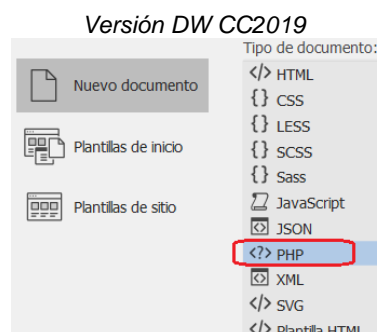 Versión DW CC2019
Tipo de documento:
Nuevo documento
Plantillas de inicio
Plantillas de sitio
</> HTML
{} CSS
{} LESS
{} SCSS
{} Sass
JavaScript
JSON
<?> PHP
XML
</> SVG
</> Plantilla HTML